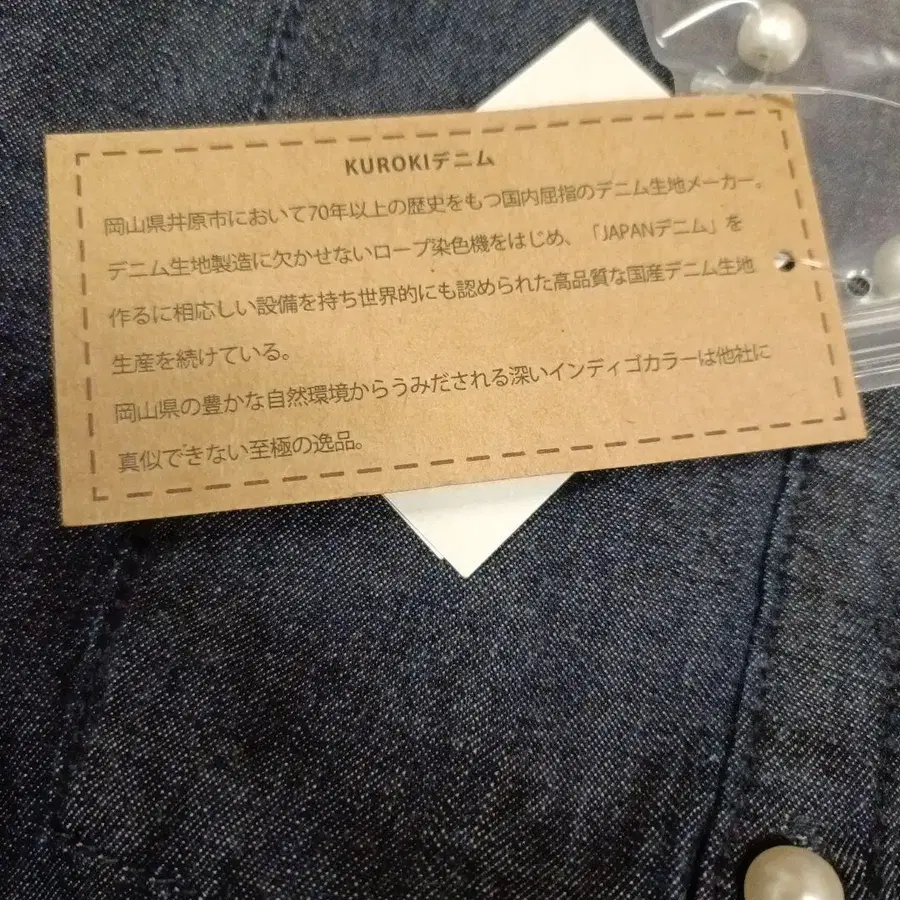 KUROKIデニム
岡山県井原市において70年以上の歴史をもつ国内屈指のデニム生地メーカー。
デニム生地製造に欠かせないロープ染色機をはじめ、「JAPANデニム」を
作るに相応しい設備を持ち世界的にも認められた高品質な国産デニム生地
生産を続けている。
岡山県の豊かな自然環境からうみだされる深いインディゴカラーは他社に
真似できない至極の逸品。